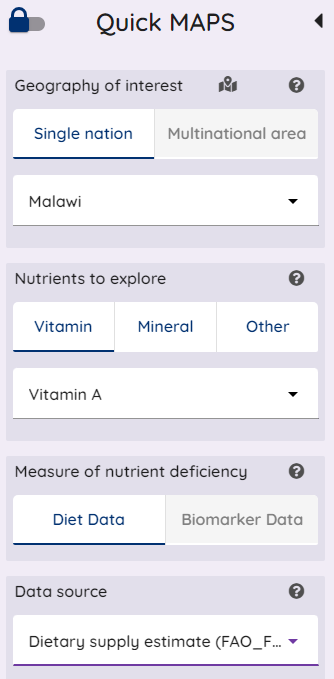 Quick MAPS
Geography of interest
Single nation Multinational area
Malawi
Nutrients to explore
Vitamin Mineral Other
Vitamin A
Measure of nutrient deficiency
Diet Data Biomarker Data
Data source
Dietary supply estimate (FAO_F...